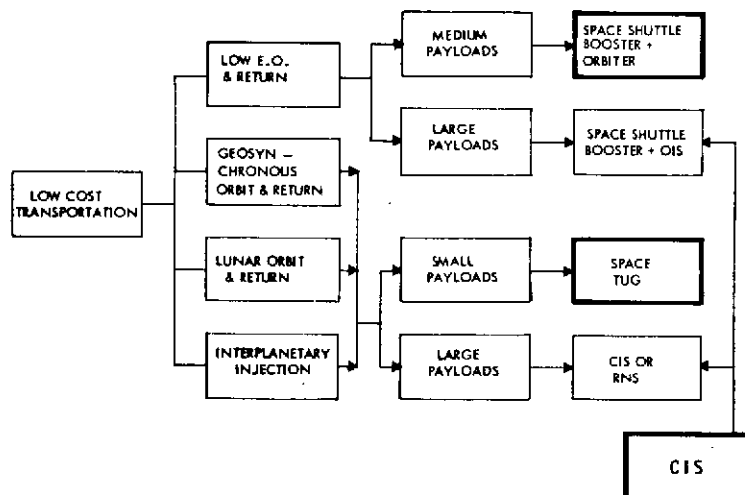 MEDIUM
PAYLOADS
SPACE SHUTTLE
BOOSTER +
ORBITER
LOW E.O.
& RETURN
LARGE
PAYLOADS
SPACE SHUTTLE
BOOSTER + OIS
GEOSYN –
CHRONOUS
ORBIT & RETURN
LOW COST
TRANSPORTATION
LUNAR ORBIT
& RETURN
SMALL
PAYLOADS
SPACE
TUG
INTERPLANETARY
INJECTION
LARGE
PAYLOADS
CIS OR
RNS
CIS